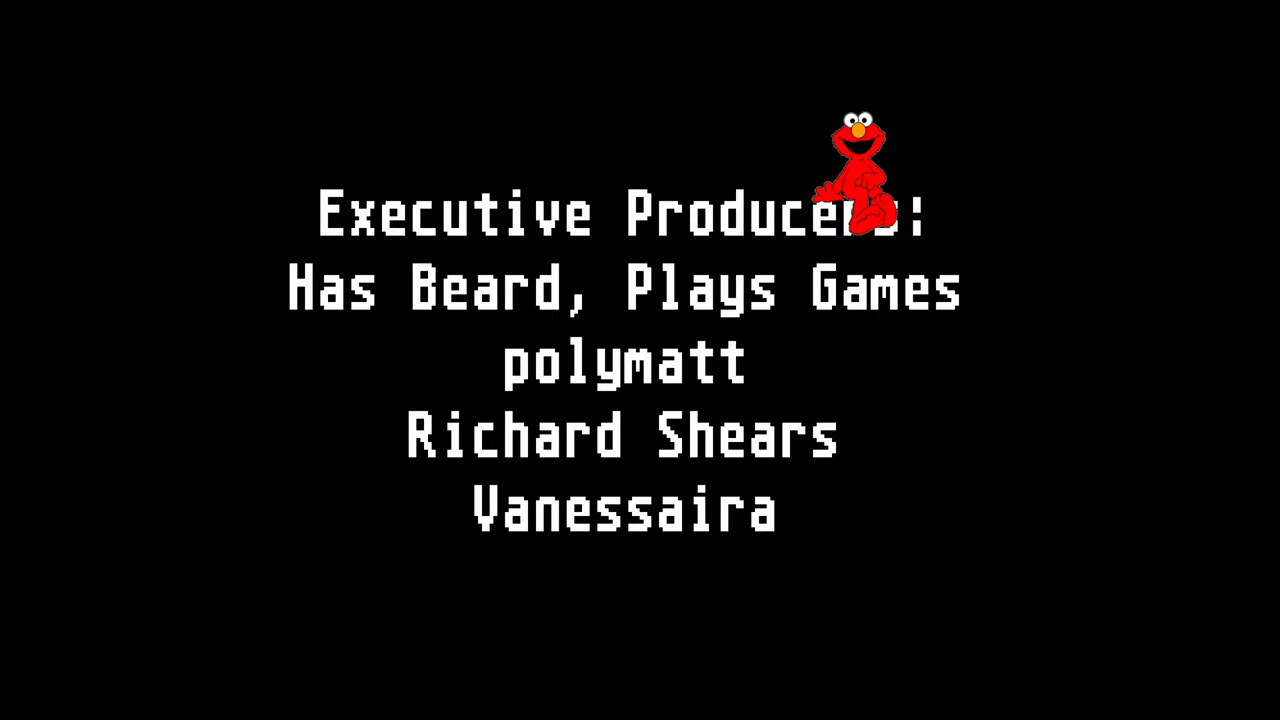 Executive Producers:
Has Beard, Plays Games
polymatt
Richard Shears
Vanessaira